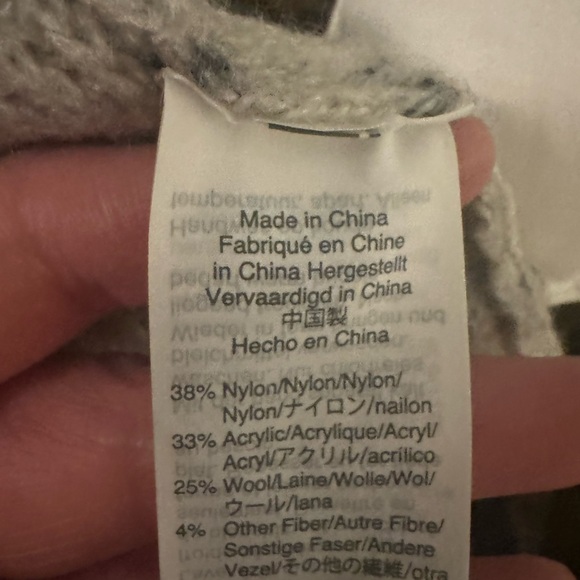 Made in China
Fabriqué en Chine
in China Hergestellt
Vervaardigd in China
中国製
Hecho en China
38% Nylon/Nylon/Nylon/
Nylon/ナイロン/nailon
33% Acrylic/Acrylique/Acryl/
Acryl/アクリル/acrílico
25% Wool/Laine/Wolle/Wol/
ウール/lana
4% Other Fiber/Autre Fibre/
Sonstige Faser/Andere
Vezel/その他の繊維/otra